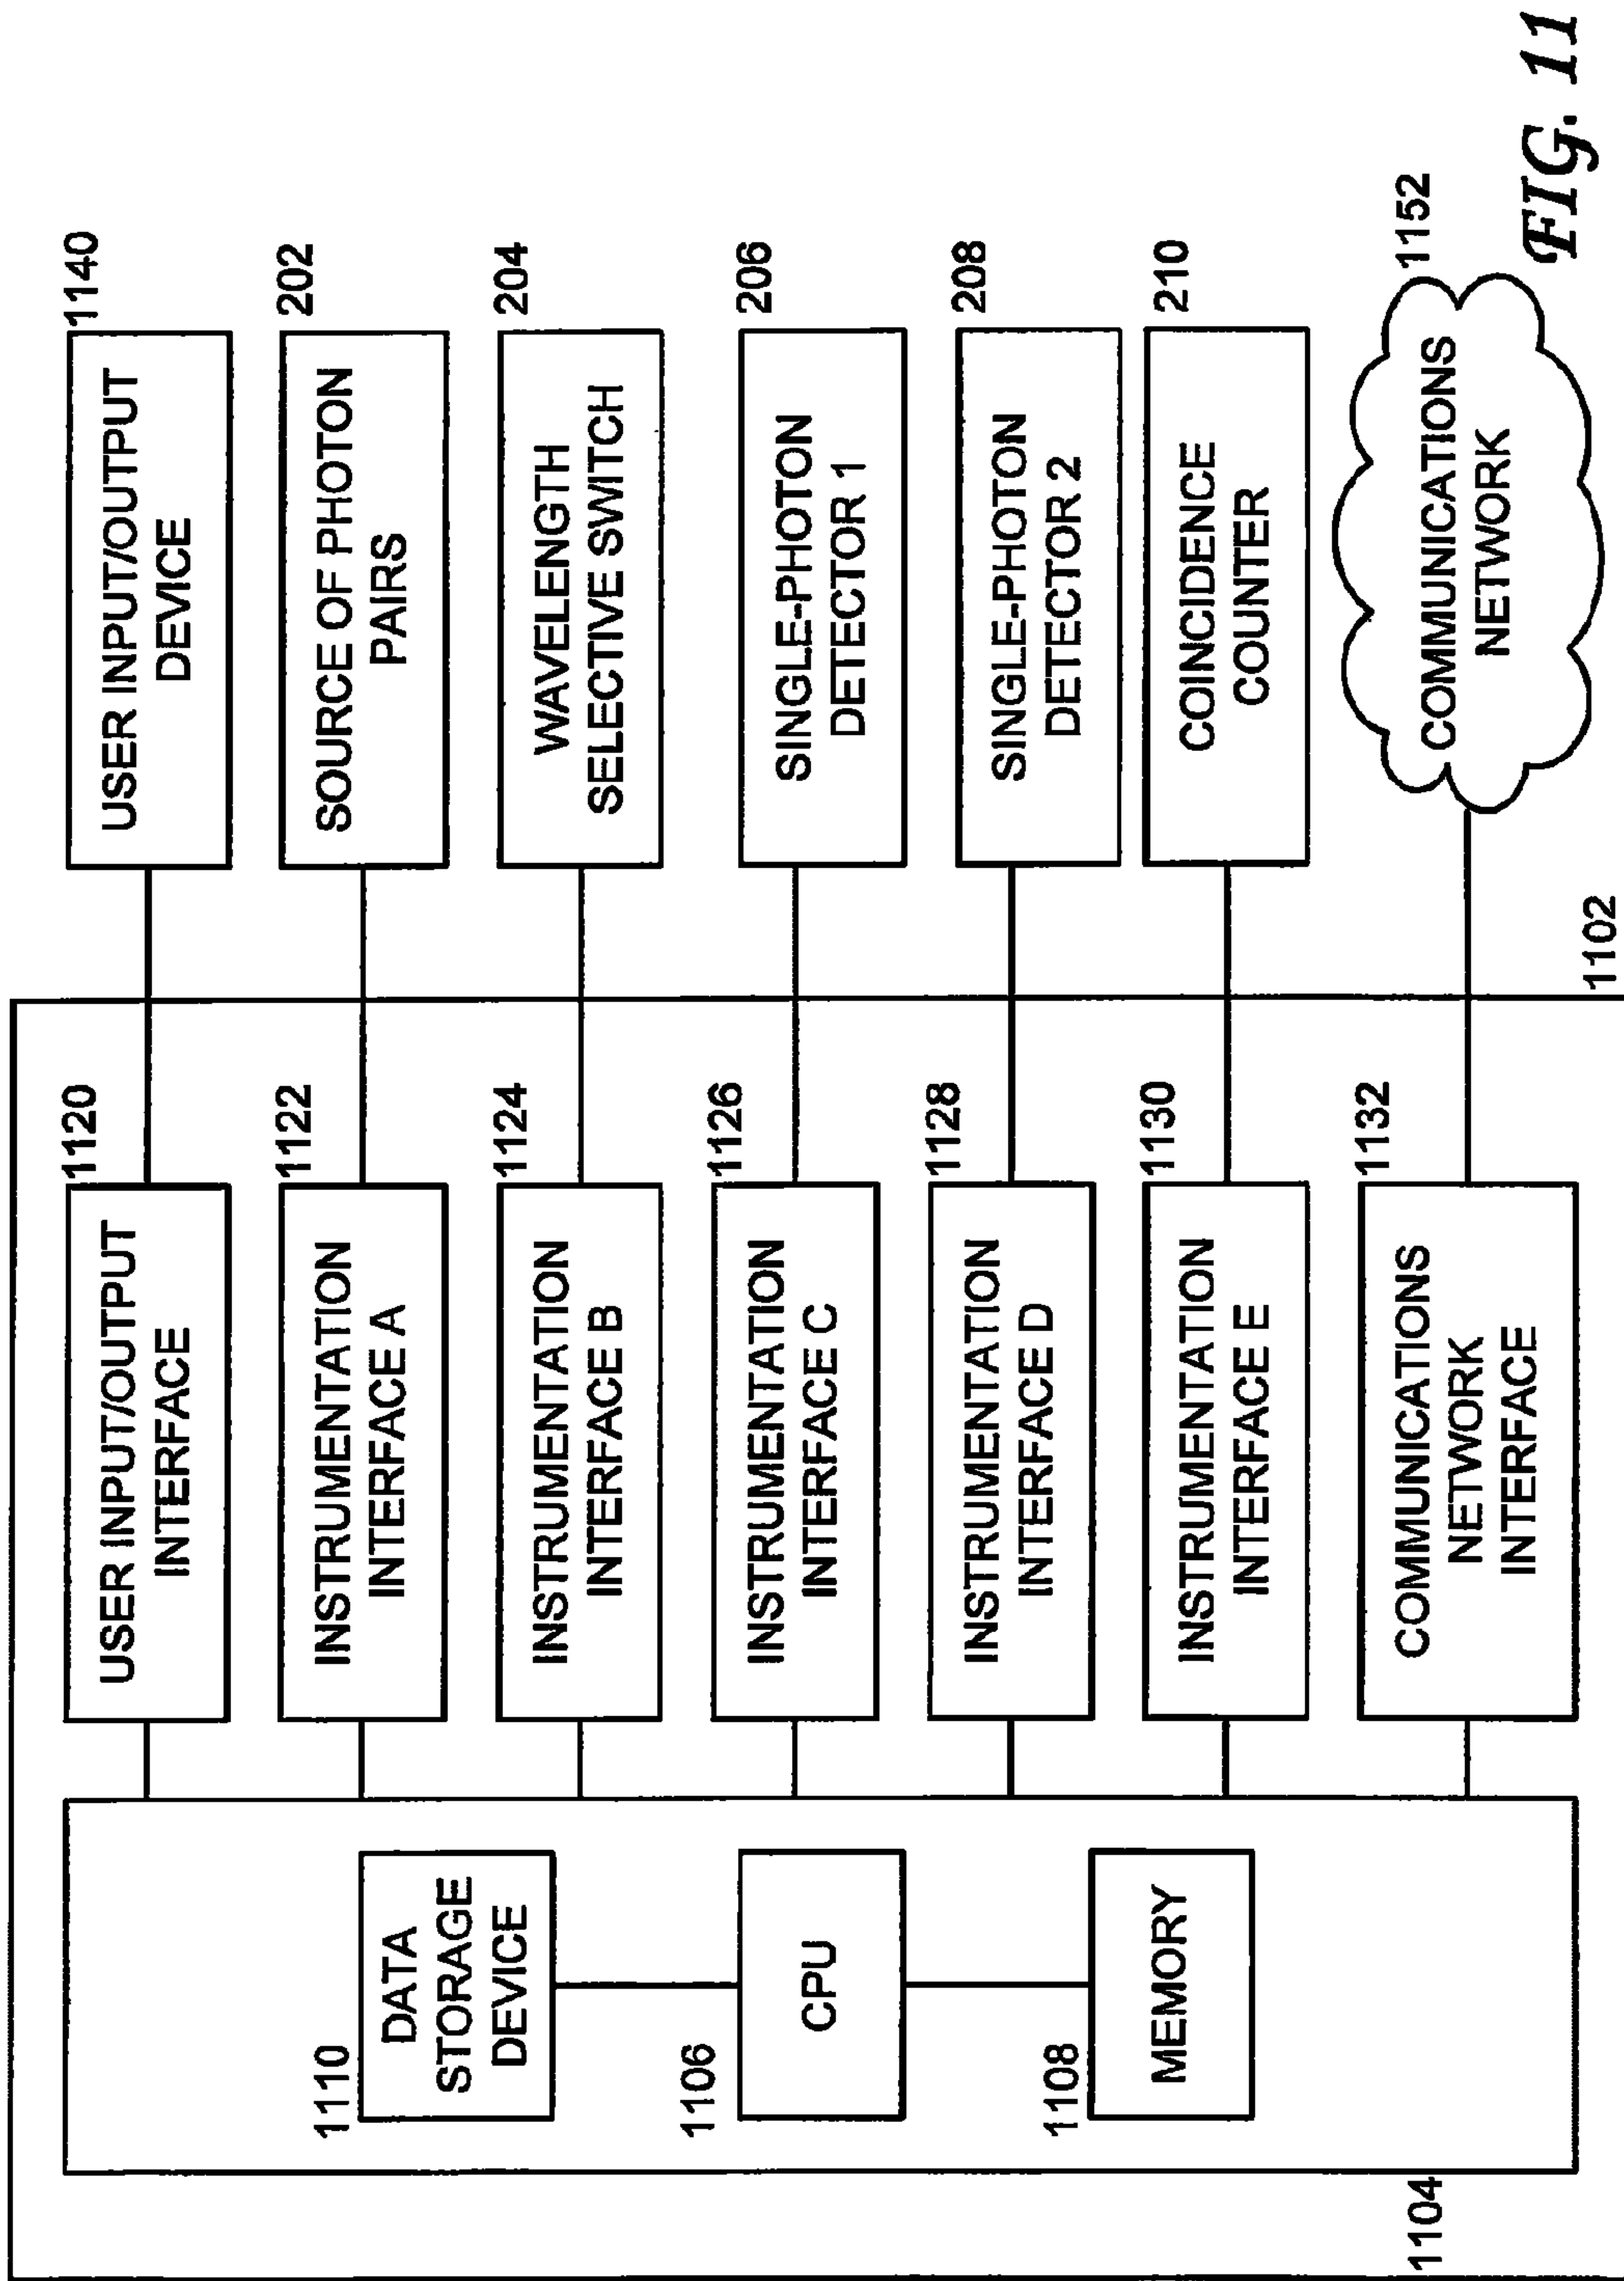 1140
USER INPUT/OUTPUT
DEVICE
202
SOURCE OF PHOTON
PAIRS
204
WAVELENGTH
SELECTIVE SWITCH
206
SINGLE-PHOTON
DETECTOR 1
208
SINGLE-PHOTON
DETECTOR 2
210
COINCIDENCE
COUNTER
1152
COMMUNICATIONS
NETWORK
1120
USER INPUT/OUTPUT
INTERFACE
1122
INSTRUMENTATION
INTERFACE A
1124
INSTRUMENTATION
INTERFACE B
1126
INSTRUMENTATION
INTERFACE C
1128
INSTRUMENTATION
INTERFACE D
1130
INSTRUMENTATION
INTERFACE E
1132
COMMUNICATIONS
NETWORK
INTERFACE
1110
DATA
STORAGE
DEVICE
1106
CPU
1108
MEMORY
1104
1102
FIG. 11